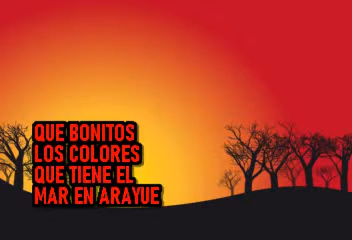 QUE BONITOS
LOS COLORES
QUE TIENE EL
MAR EN ARAYUE